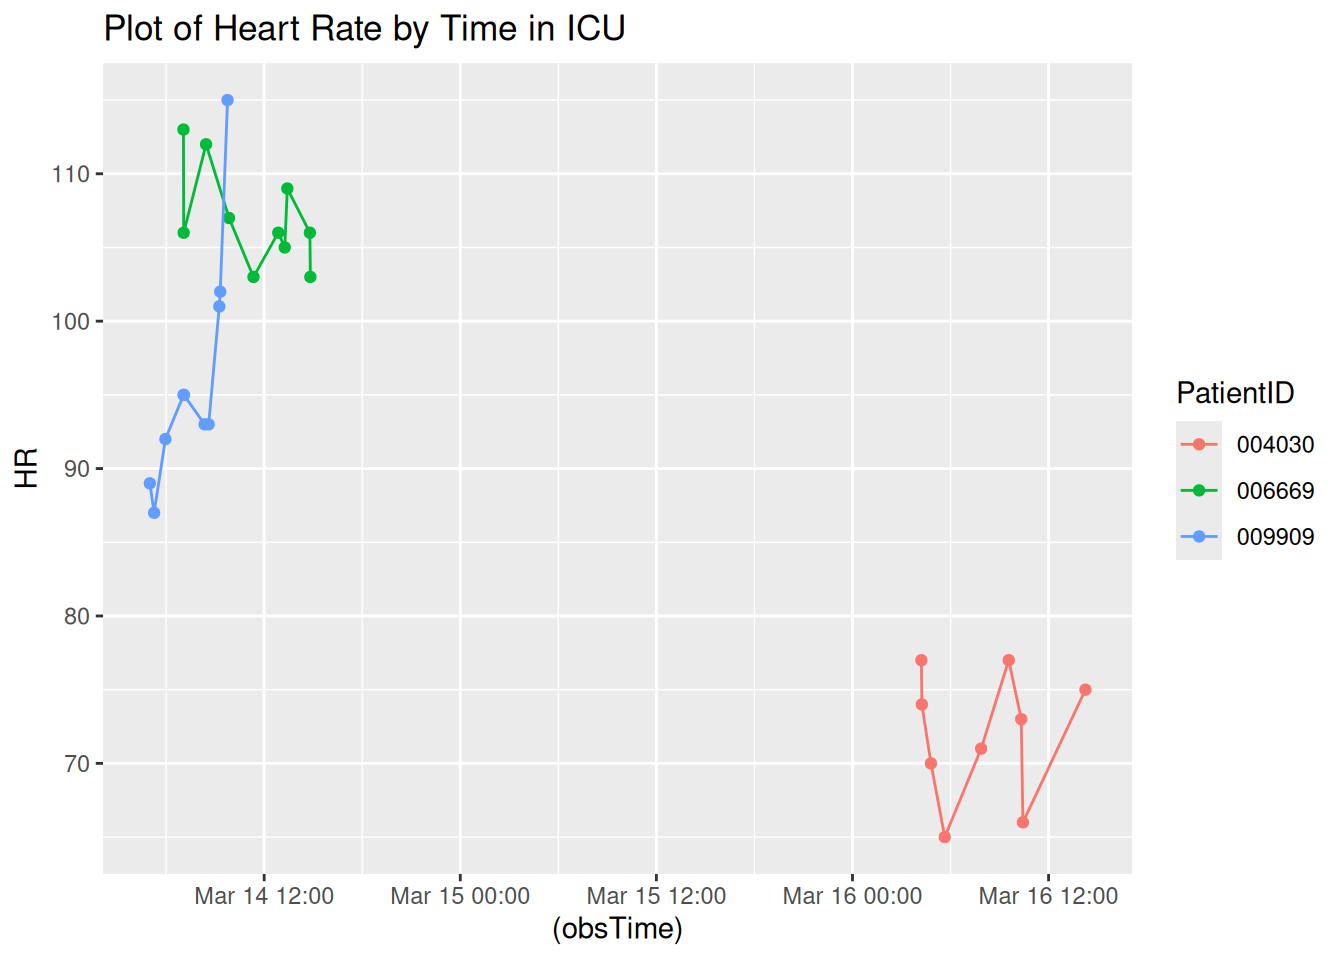 Plot of Heart Rate by Time in ICU
110
100
90
80
70
HR
Mar 14 12:00 Mar 15 00:00 Mar 15 12:00 Mar 16 00:00 Mar 16 12:00
(obsTime)
PatientID
004030
006669
009909